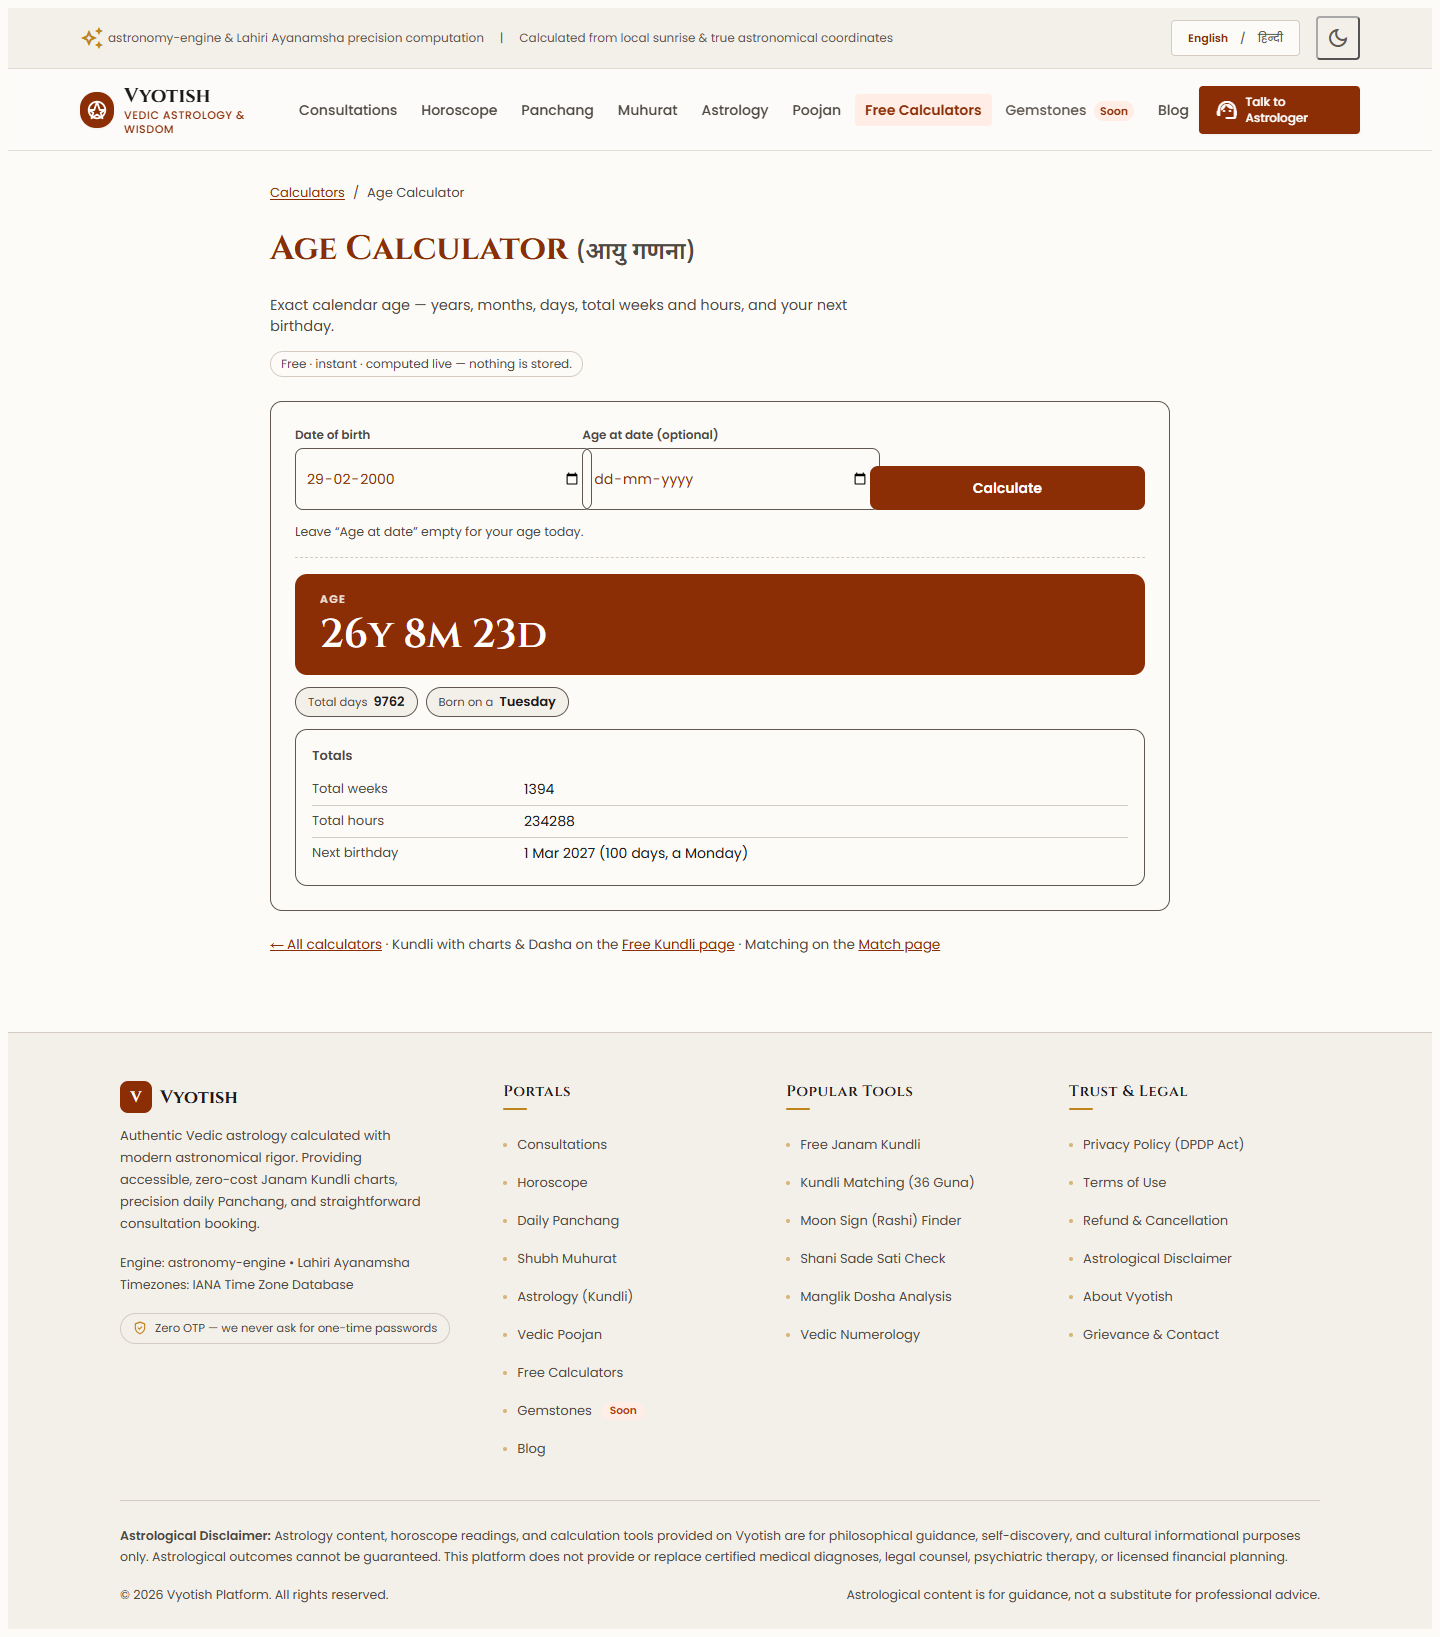 astronomy-engine & Lahiri Ayanamsha precision computation | Calculated from local sunrise & true astronomical coordinates
English / हिन्दी
Vyotish
VEDIC ASTROLOGY &
WISDOM
Consultations
Horoscope
Panchang
Muhurat
Astrology
Poojan
Free Calculators
Gemstones Soon
Blog
Talk to
Astrologer
Calculators / Age Calculator
Age Calculator (आयु गणना)
Exact calendar age — years, months, days, total weeks and hours, and your next
birthday.
Free · instant · computed live — nothing is stored.
Date of birth
Age at date (optional)
29-02-2000
dd-mm-yyyy
Calculate
Leave “Age at date” empty for your age today.
AGE
26y 8m 23d
Total days 9762
Born on a Tuesday
Totals
Total weeks 1394
Total hours 234288
Next birthday 1 Mar 2027 (100 days, a Monday)
← All calculators · Kundli with charts & Dasha on the Free Kundli page · Matching on the Match page
V Vyotish
Authentic Vedic astrology calculated with
modern astronomical rigor. Providing
accessible, zero-cost Janam Kundli charts,
precision daily Panchang, and straightforward
consultation booking.
Engine: astronomy-engine • Lahiri Ayanamsha
Timezones: IANA Time Zone Database
Zero OTP — we never ask for one-time passwords
Portals
Consultations
Horoscope
Daily Panchang
Shubh Muhurat
Astrology (Kundli)
Vedic Poojan
Free Calculators
Gemstones Soon
Blog
Popular Tools
Free Janam Kundli
Kundli Matching (36 Guna)
Moon Sign (Rashi) Finder
Shani Sade Sati Check
Manglik Dosha Analysis
Vedic Numerology
Trust & Legal
Privacy Policy (DPDP Act)
Terms of Use
Refund & Cancellation
Astrological Disclaimer
About Vyotish
Grievance & Contact
Astrological Disclaimer: Astrology content, horoscope readings, and calculation tools provided on Vyotish are for philosophical guidance, self-discovery, and cultural informational purposes
only. Astrological outcomes cannot be guaranteed. This platform does not provide or replace certified medical diagnoses, legal counsel, psychiatric therapy, or licensed financial planning.
© 2026 Vyotish Platform. All rights reserved.
Astrological content is for guidance, not a substitute for professional advice.